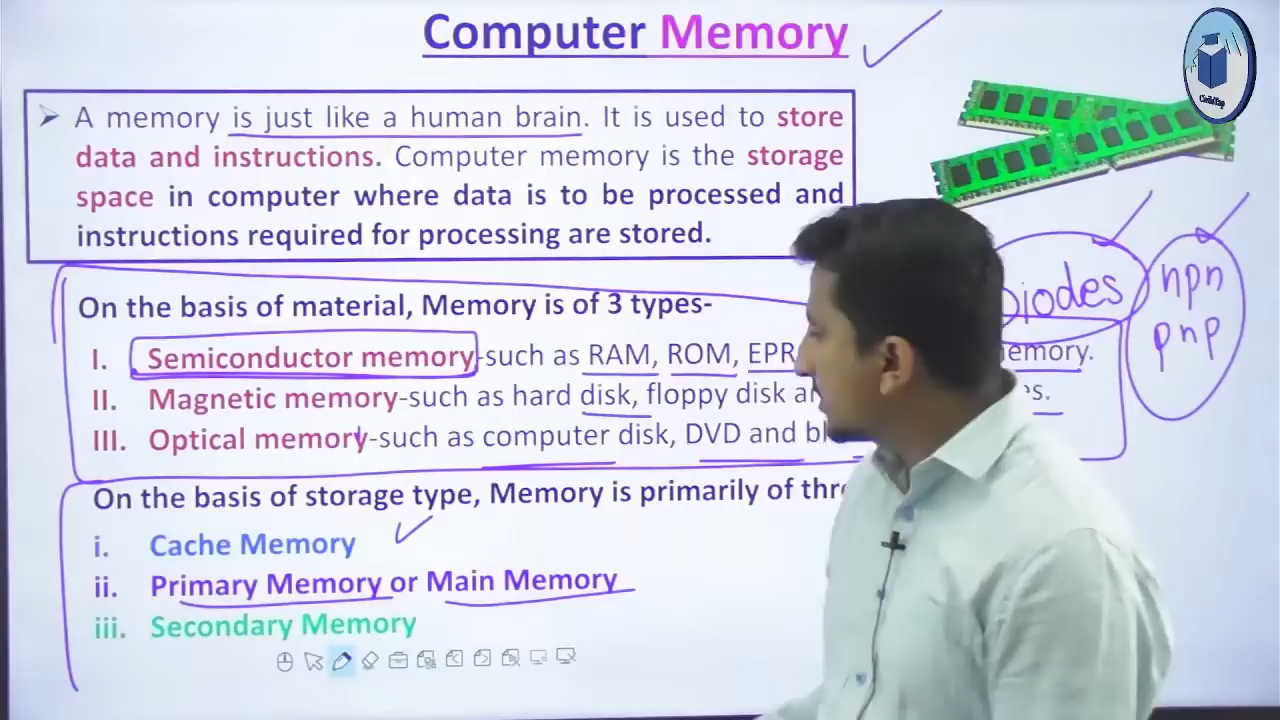 Computer Memory
➢ A memory is just like a human brain. It is used to store
data and instructions. Computer memory is the storage
space in computer where data is to be processed and
instructions required for processing are stored.
Diodes
npn
pnp
On the basis of material, Memory is of 3 types-
I. Semiconductor memory-such as RAM, ROM, EPR emory.
II. Magnetic memory-such as hard disk, floppy disk a es.
III. Optical memory-such as computer disk, DVD and bl
On the basis of storage type, Memory is primarily of thr
i. Cache Memory
ii. Primary Memory or Main Memory
iii. Secondary Memory